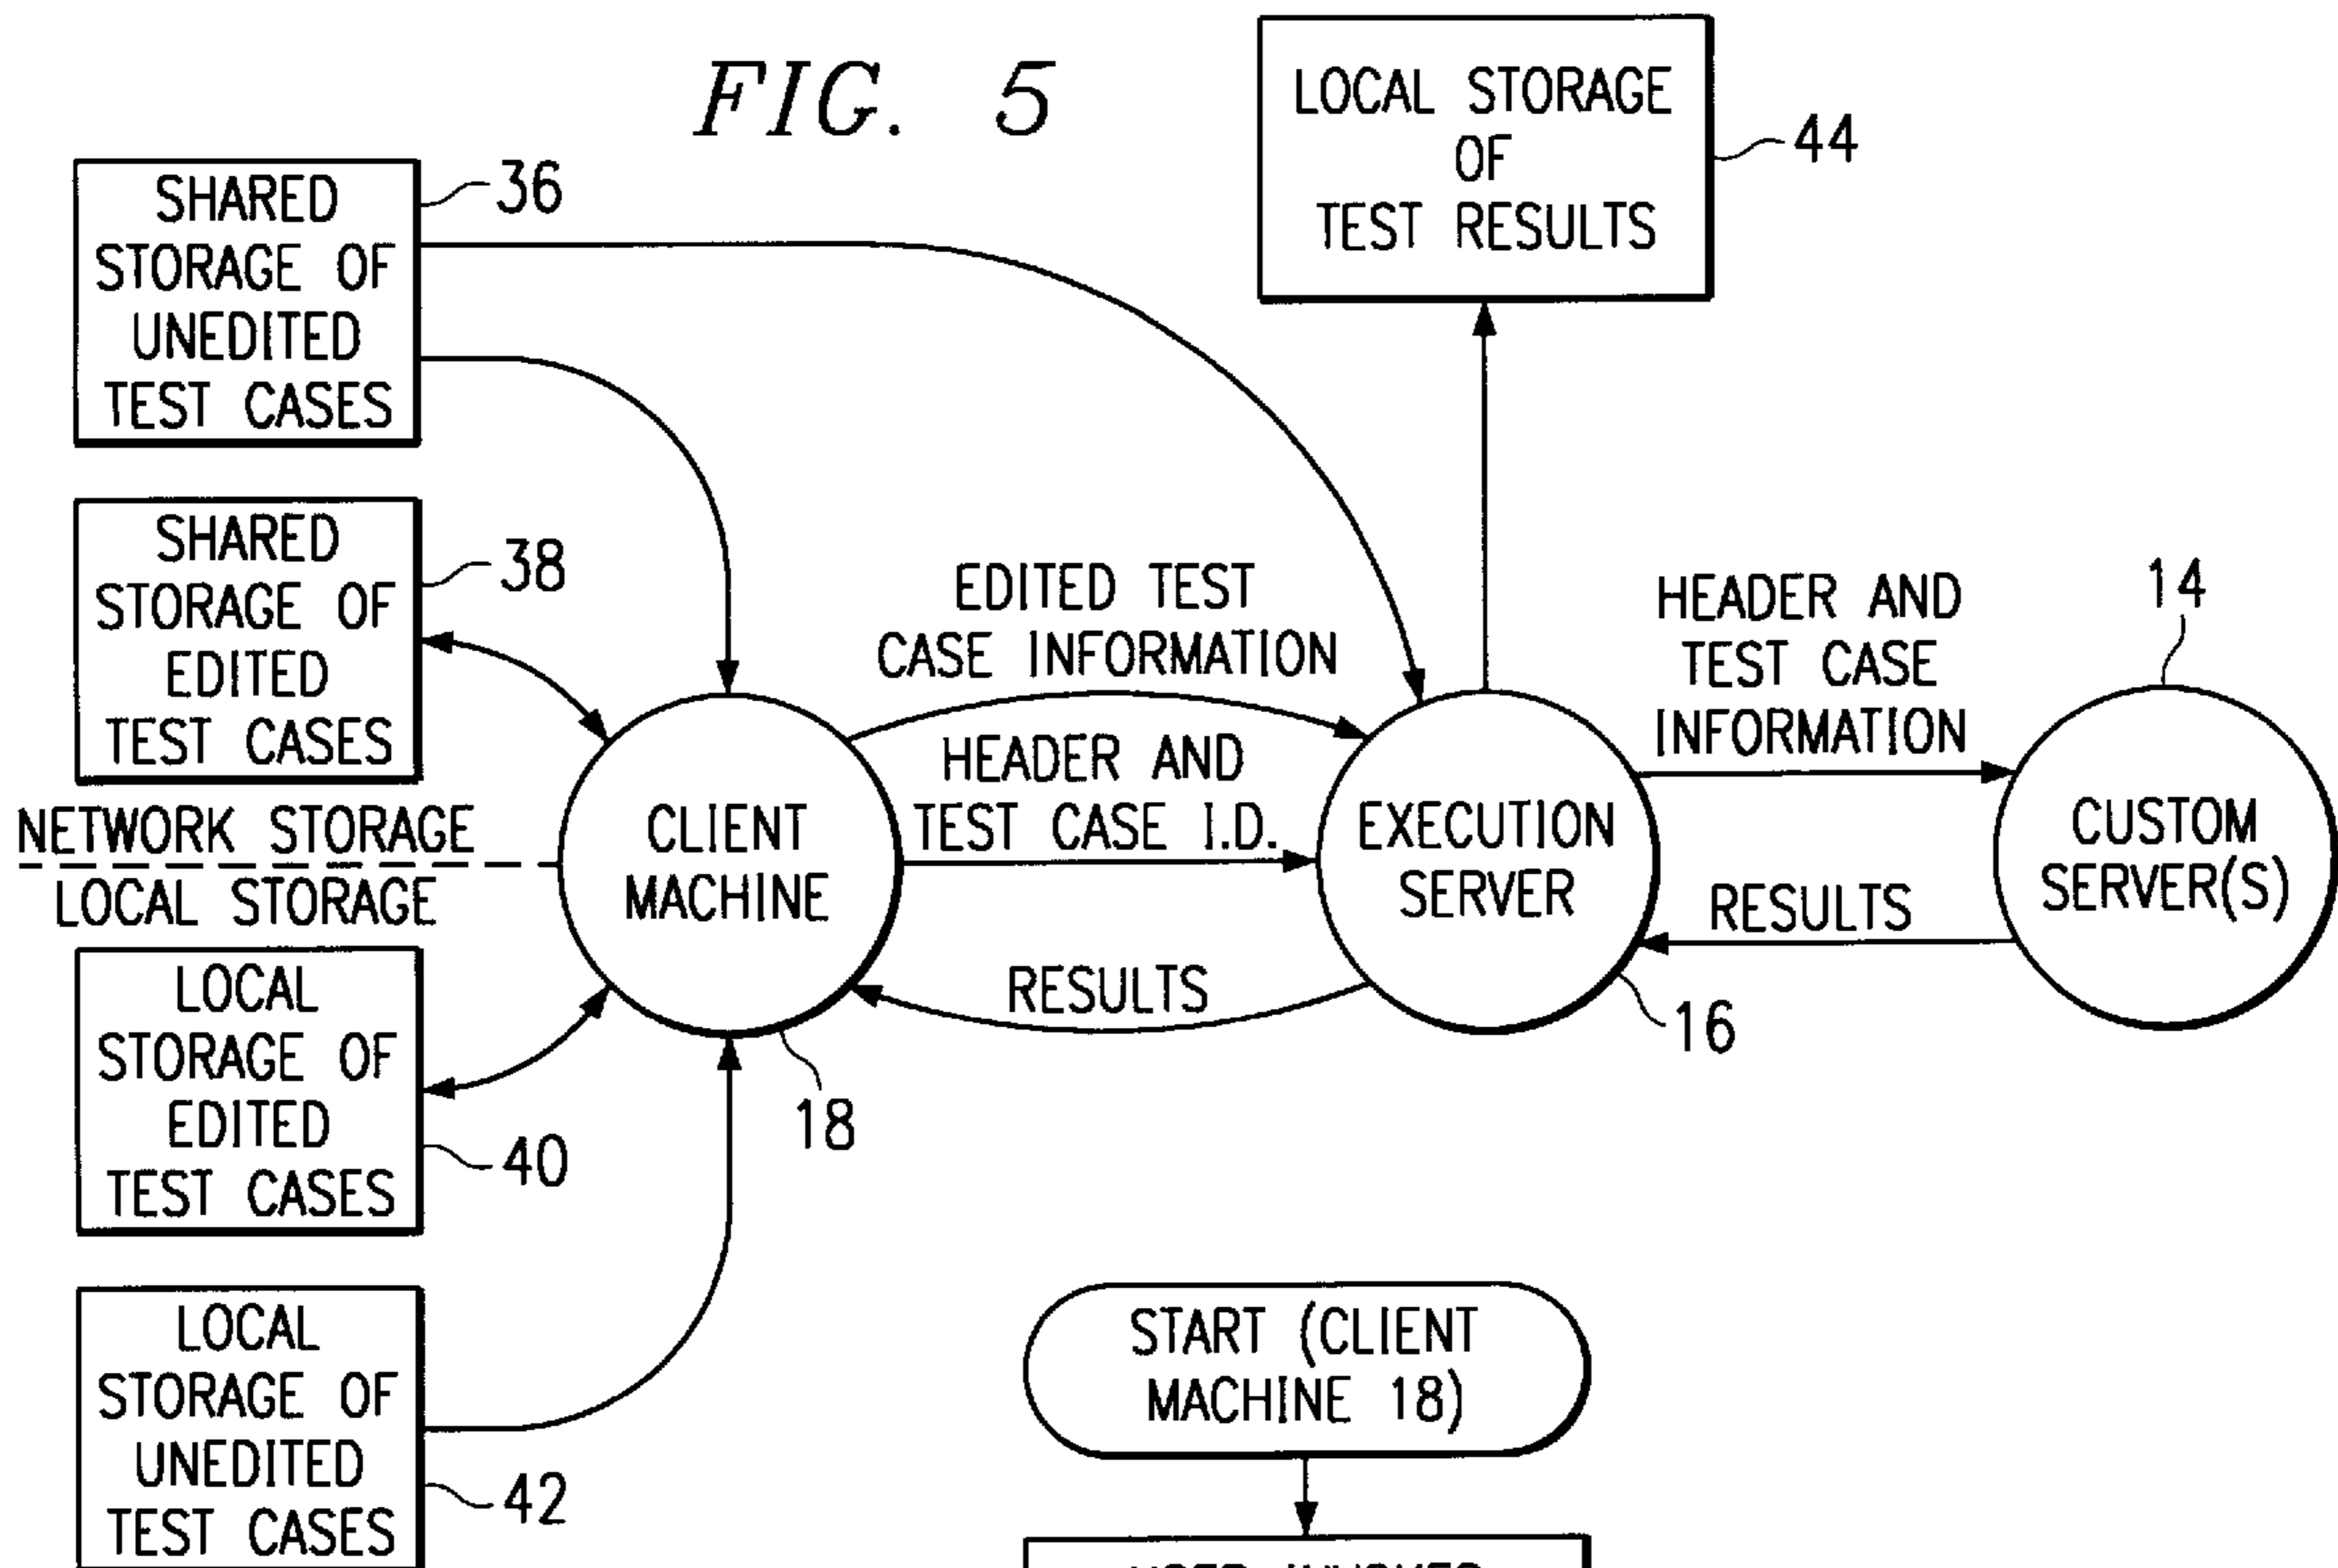 FIG. 5
LOCAL STORAGE
OF
TEST RESULTS
44
SHARED
STORAGE OF
UNEDITED
TEST CASES
36
SHARED
STORAGE OF
EDITED
TEST CASES
38
NETWORK STORAGE
LOCAL STORAGE
LOCAL
STORAGE OF
EDITED
TEST CASES
40
LOCAL
STORAGE OF
UNEDITED
TEST CASES
42
CLIENT
MACHINE
18
EDITED TEST
CASE INFORMATION
HEADER AND
TEST CASE I.D.
RESULTS
EXECUTION
SERVER
16
HEADER AND
TEST CASE
INFORMATION
RESULTS
14
CUSTOM
SERVER(S)
START (CLIENT
MACHINE 18)